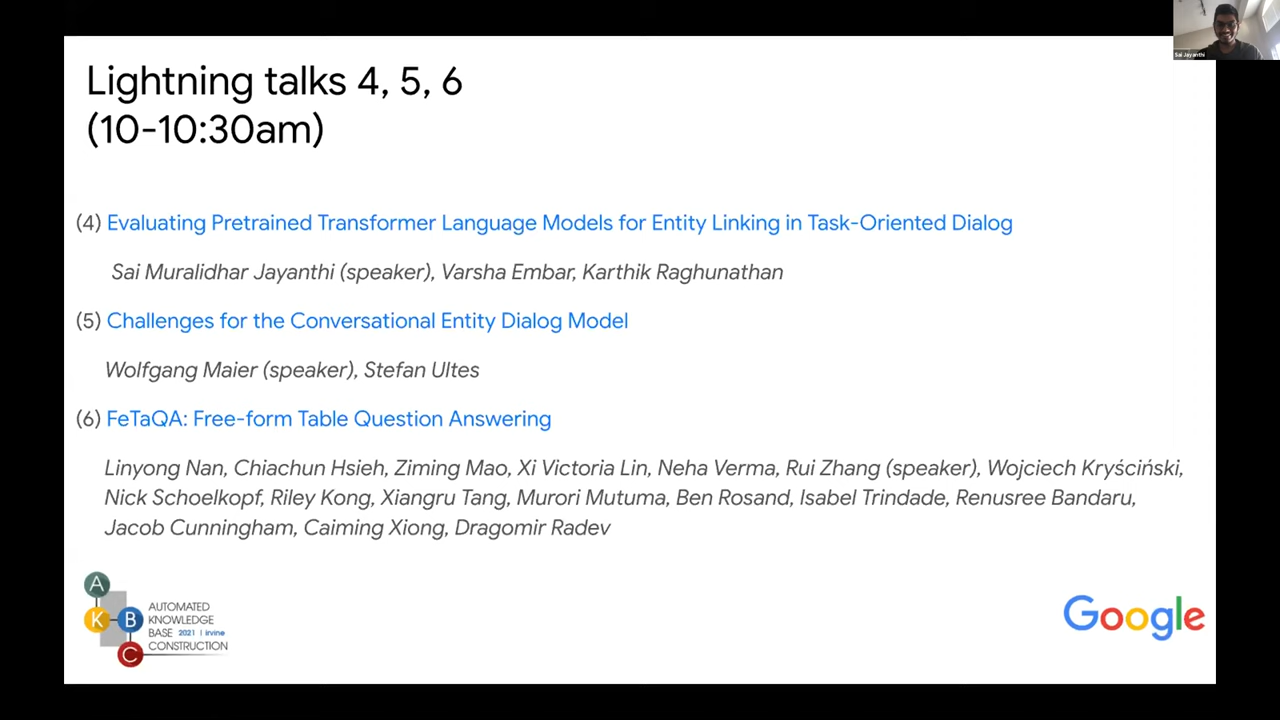 Sai Jayanthi
Lightning talks 4, 5, 6
(10-10:30am)
(4) Evaluating Pretrained Transformer Language Models for Entity Linking in Task-Oriented Dialog
Sai Muralidhar Jayanthi (speaker), Varsha Embar, Karthik Raghunathan
(5) Challenges for the Conversational Entity Dialog Model
Wolfgang Maier (speaker), Stefan Ultes
(6) FeTaQA: Free-form Table Question Answering
Linyong Nan, Chiachun Hsieh, Ziming Mao, Xi Victoria Lin, Neha Verma, Rui Zhang (speaker), Wojciech Kryściński,
Nick Schoelkopf, Riley Kong, Xiangru Tang, Murori Mutuma, Ben Rosand, Isabel Trindade, Renusree Bandaru,
Jacob Cunningham, Caiming Xiong, Dragomir Radev
A
K B
C
AUTOMATED
KNOWLEDGE
BASE 2021 | irvine
CONSTRUCTION
Google